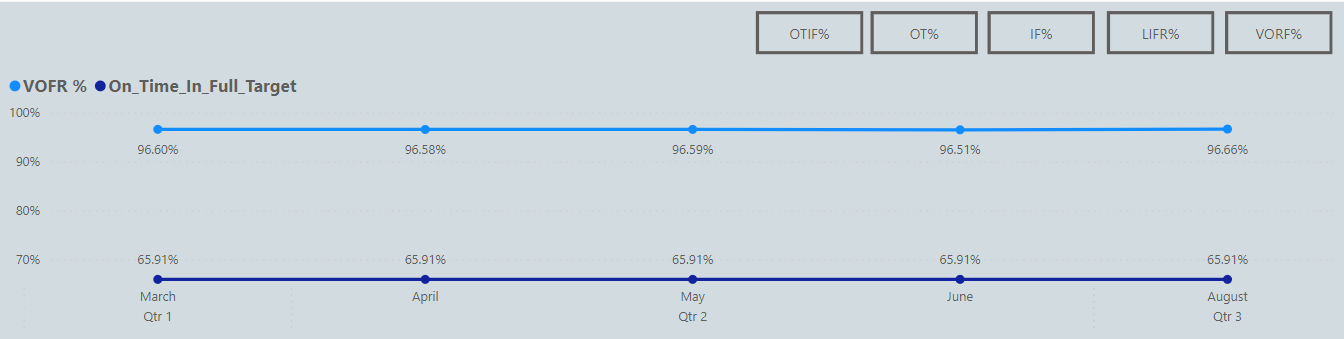 OTIF% OT% IF% LIFR% VORF%
VOFR % On_Time_In_Full_Target
100%
96.60% 96.58% 96.59% 96.51% 96.66%
90%
80%
70% 65.91% 65.91% 65.91% 65.91% 65.91%
March April May June August
Qtr 1 Qtr 2 Qtr 3